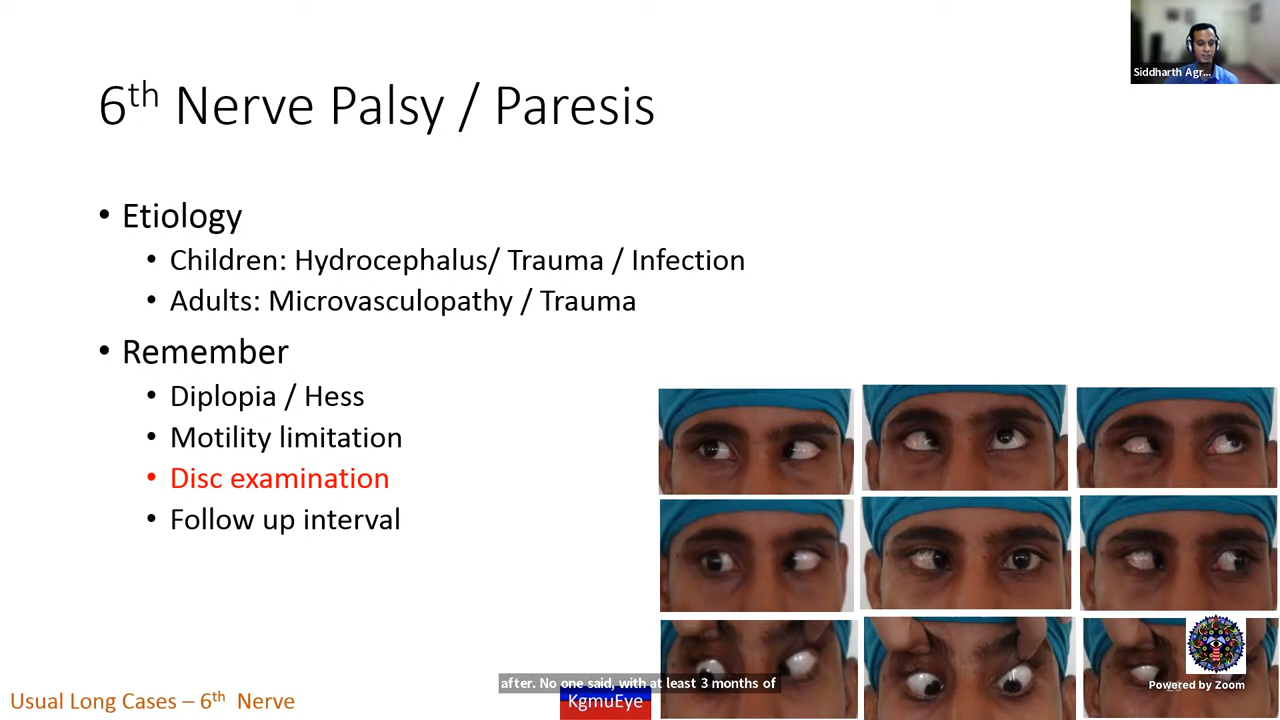 Siddharth Agr...
6th Nerve Palsy / Paresis
• Etiology
• Children: Hydrocephalus/ Trauma / Infection
• Adults: Microvasculopathy / Trauma
• Remember
• Diplopia / Hess
• Motility limitation
• Disc examination
• Follow up interval
after. No one said, with at least 3 months of
Usual Long Cases – 6th Nerve
KgmuEye
Powered by Zoom